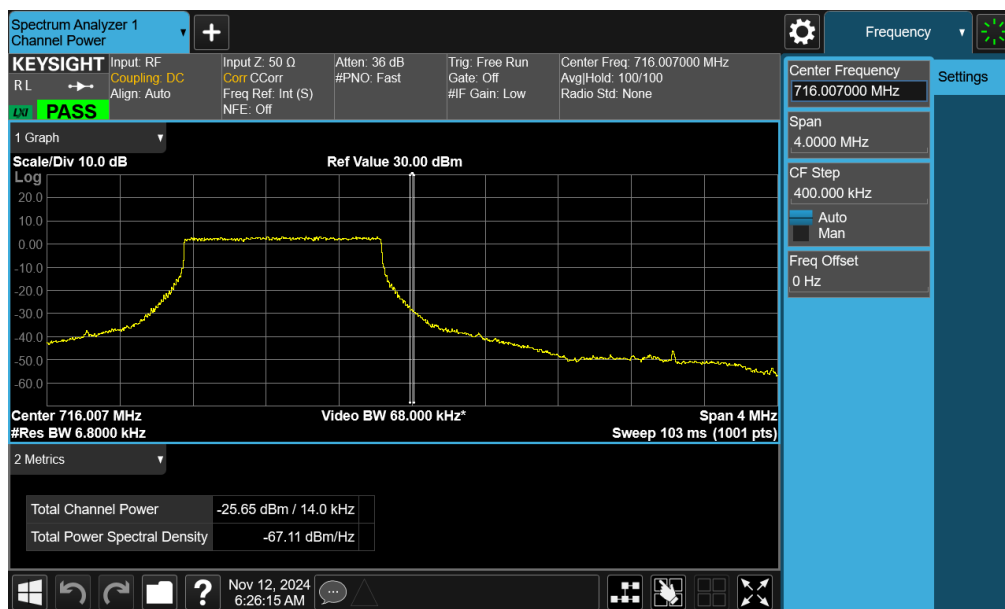 Spectrum Analyzer 1
Channel Power
Frequency
KEYSIGHT
R L
LXI
PASS
Input: RF
Coupling: DC
Align: Auto
Input Z: 50 Ω
Corr CCorr
Freq Ref: Int (S)
NFE: Off
Atten: 36 dB
#PNO: Fast
Trig: Free Run
Gate: Off
#IF Gain: Low
Center Freq: 716.007000 MHz
Avg|Hold: 100/100
Radio Std: None
Center Frequency
716.007000 MHz
Settings
Span
4.0000 MHz
CF Step
400.000 kHz
Auto
Man
Freq Offset
0 Hz
1 Graph
Scale/Div 10.0 dB
Ref Value 30.00 dBm
Log
20.0
10.0
0.00
-10.0
-20.0
-30.0
-40.0
-50.0
-60.0
Center 716.007 MHz
Video BW 68.000 kHz*
Span 4 MHz
#Res BW 6.8000 kHz
Sweep 103 ms (1001 pts)
2 Metrics
Total Channel Power -25.65 dBm / 14.0 kHz
Total Power Spectral Density -67.11 dBm/Hz
?
Nov 12, 2024
6:26:15 AM